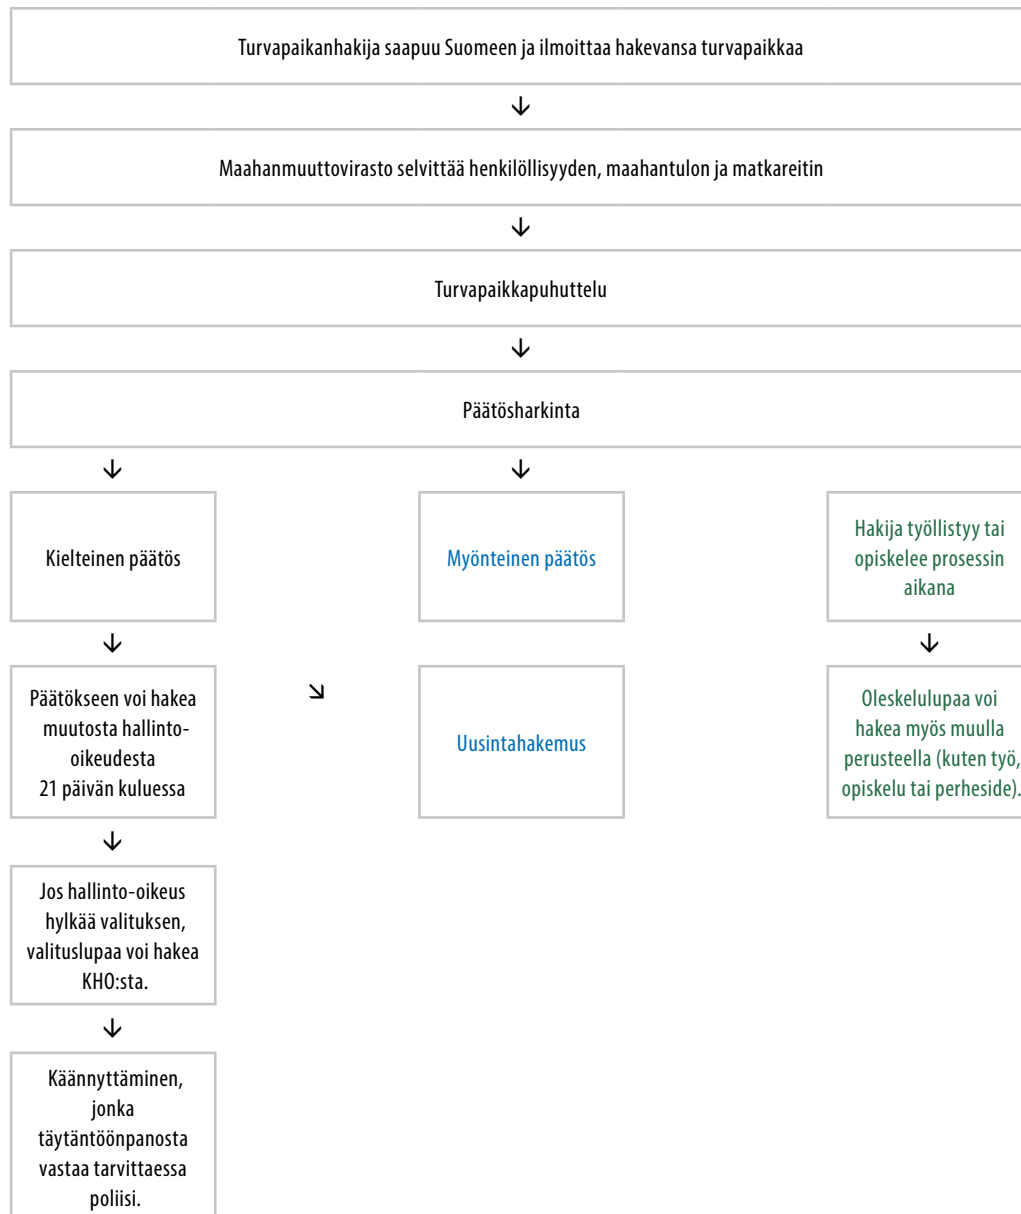 Turvapaikanhakija saapuu Suomeen ja ilmoittaa hakevansa turvapaikkaa
↓
Maahanmuuttovirasto selvittää henkilöllisyyden, maahantulon ja matkareitin
↓
Turvapaikkapuhuttelu
↓
Päätösharkinta
↓ ↓
Kielteinen päätös
Myönteinen päätös
Hakija työllistyy tai
opiskelee prosessin
aikana
↓ ↓
Päätökseen voi hakea
muutosta hallinto-
oikeudesta
21 päivän kuluessa
↘
Uusintahakemus
Oleskelulupaa voi
hakea myös muulla
perusteella (kuten työ,
opiskelu tai perheside).
↓
Jos hallinto-oikeus
hylkää valituksen,
valituslupaa voi hakea
KHO:sta.
↓
Käännyttäminen,
jonka
täytäntöönpanosta
vastaa tarvittaessa
poliisi.